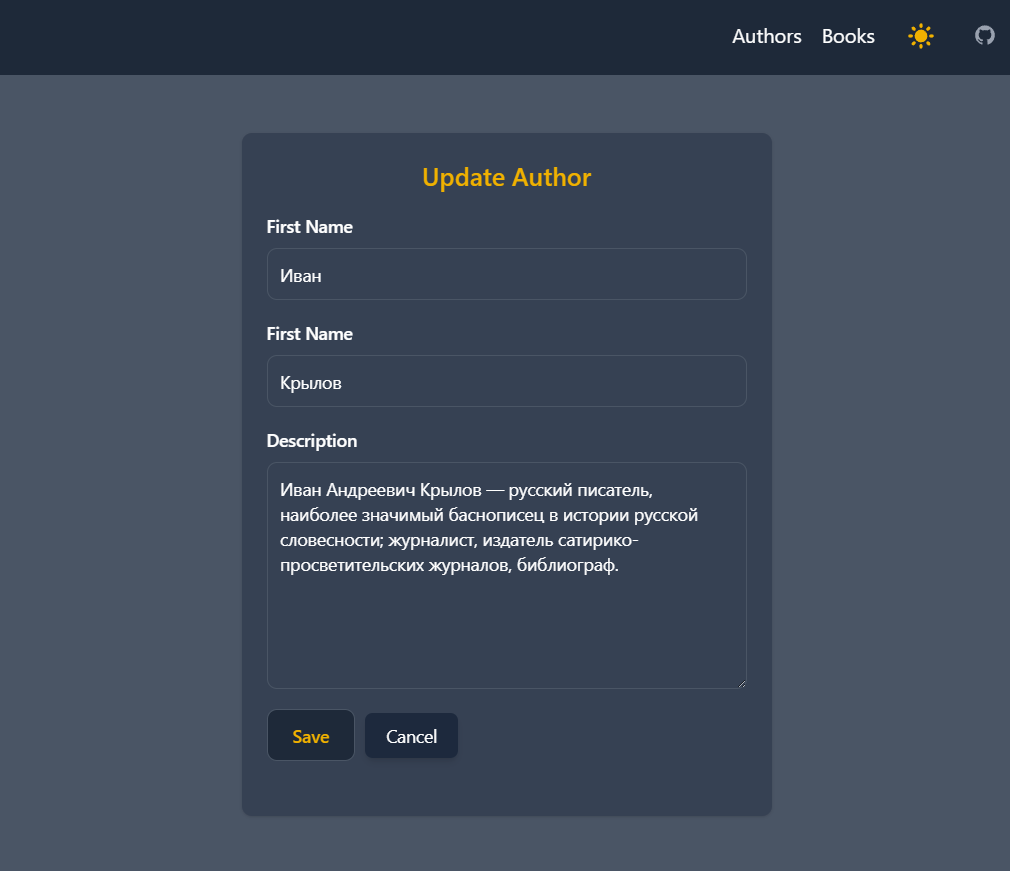 Authors Books
Update Author
First Name
Иван
First Name
Крылов
Description
Иван Андреевич Крылов — русский писатель,
наиболее значимый баснописец в истории русской
словесности; журналист, издатель сатирико-
просветительских журналов, библиограф.
Save Cancel